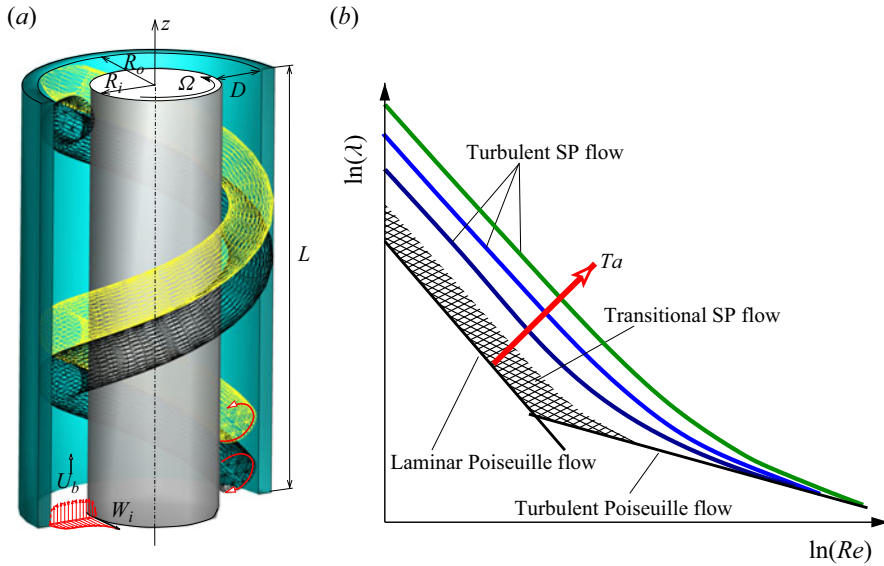 (a)
(b)
z
R_o
R_i
Ω
D
L
U_b
W_i
ln(λ)
Turbulent SP flow
Ta
Transitional SP flow
Laminar Poiseuille flow
Turbulent Poiseuille flow
ln(Re)